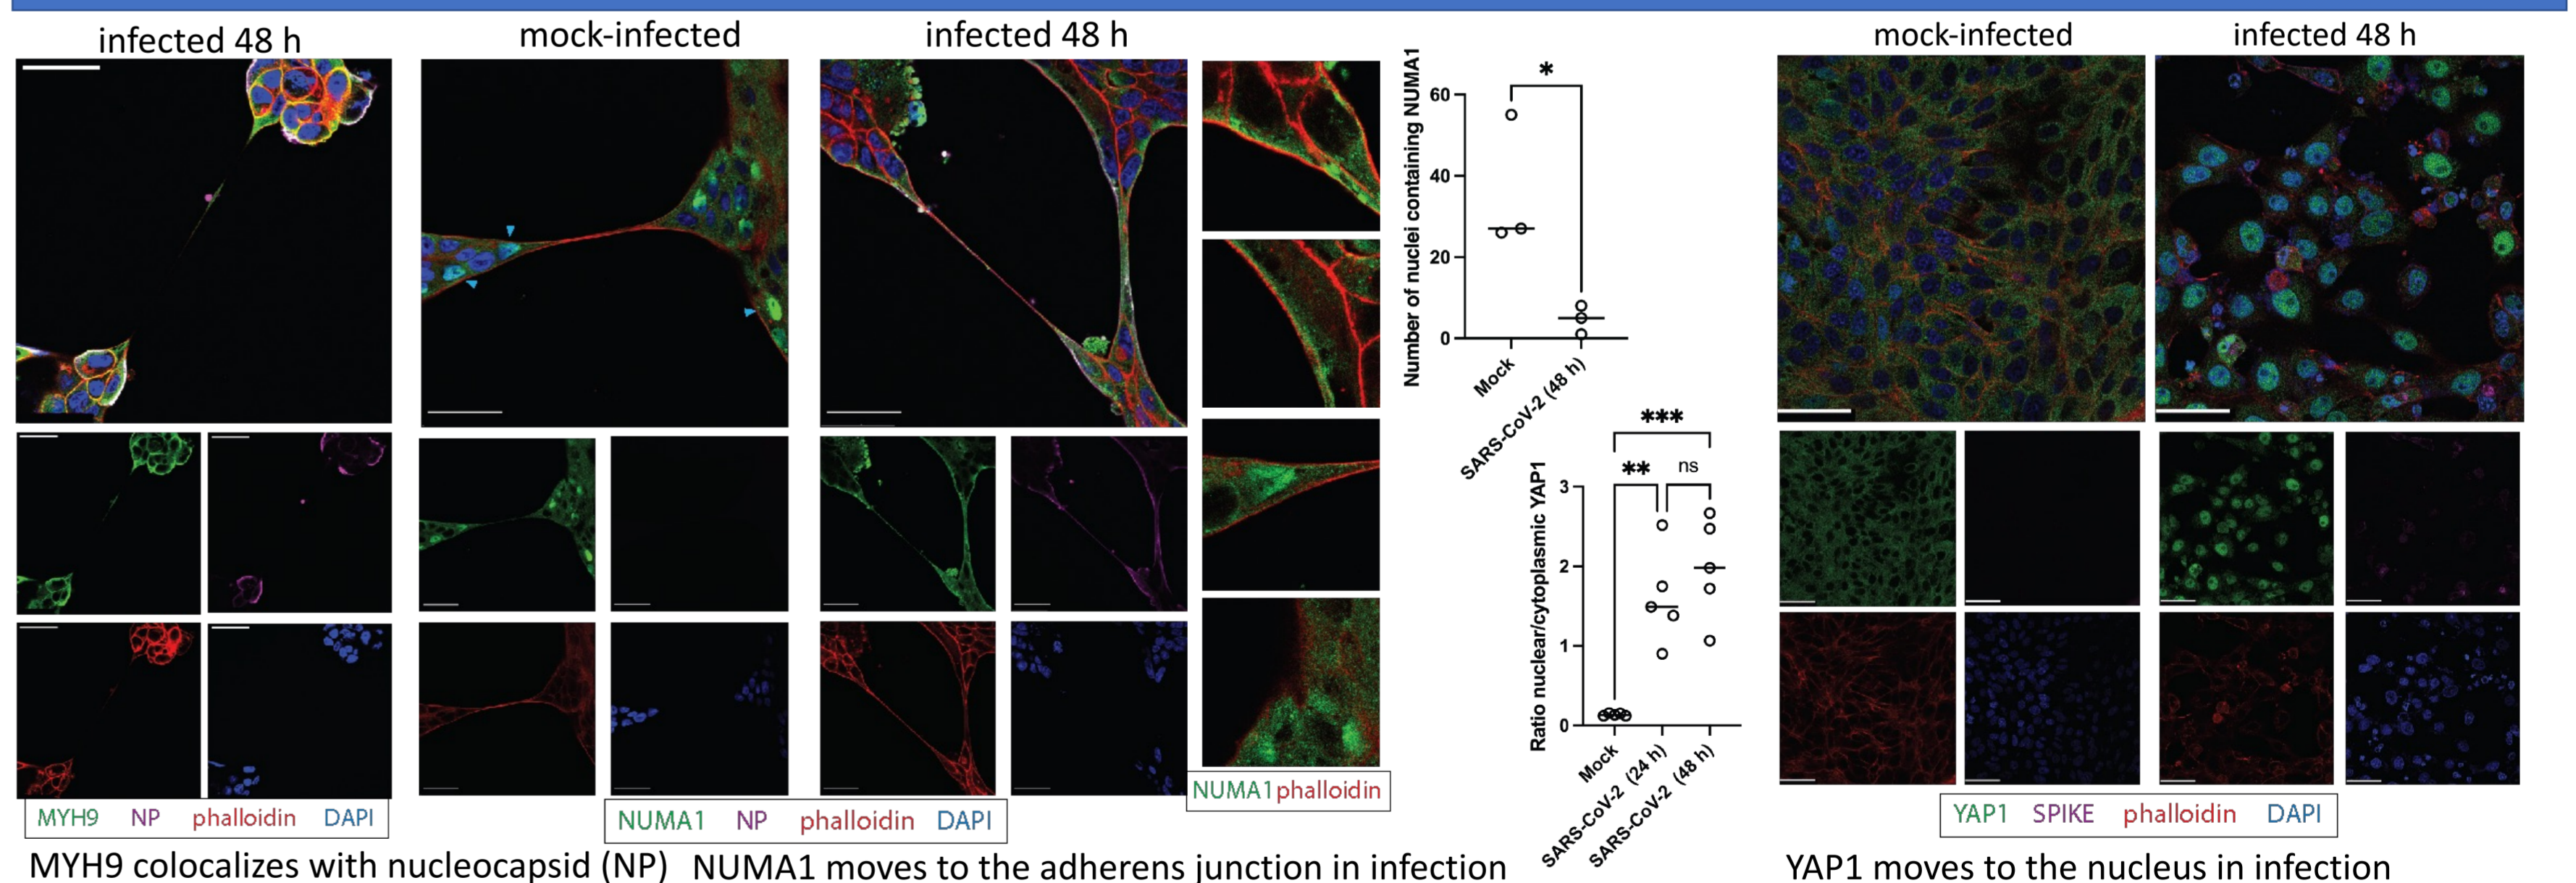 infected 48 h
mock-infected
infected 48 h
MYH9 NP phalloidin DAPI
NUMA1 NP phalloidin DAPI
NUMA1 phalloidin
MYH9 colocalizes with nucleocapsid (NP)
NUMA1 moves to the adherens junction in infection
Number of nuclei containing NUMA1
60
40
20
0
*
Mock
SARS-CoV-2 (48 h)
Ratio nuclear/cytoplasmic YAP1
3
2
1
0
***
** ns
Mock
SARS-CoV-2 (24 h)
SARS-CoV-2 (48 h)
mock-infected
infected 48 h
YAP1 SPIKE phalloidin DAPI
YAP1 moves to the nucleus in infection